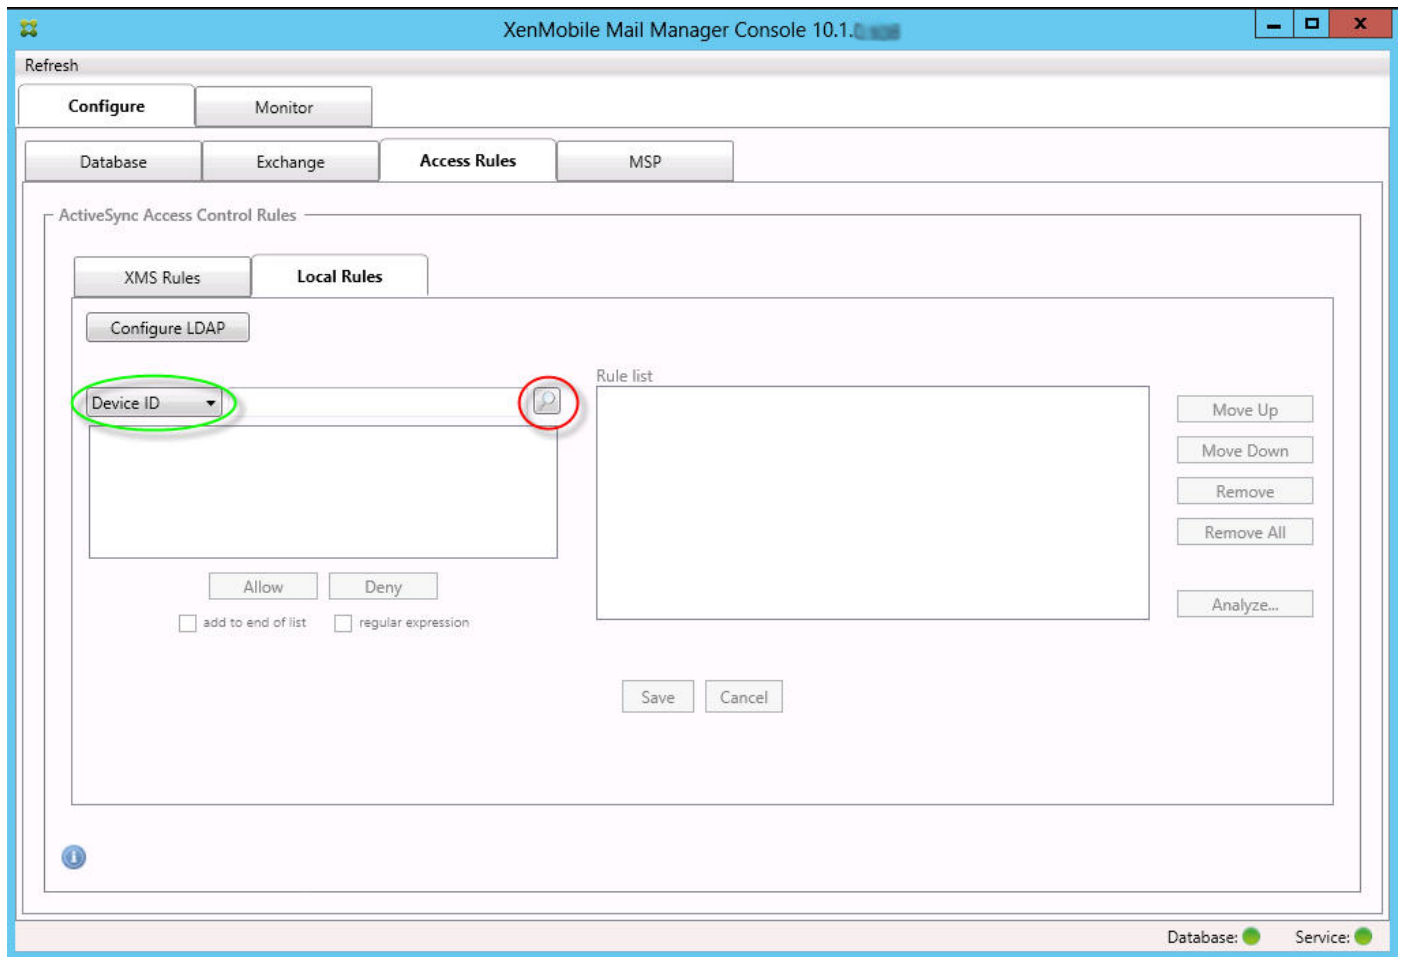 XenMobile Mail Manager Console 10.1.
Refresh
Configure Monitor
Database Exchange Access Rules MSP
ActiveSync Access Control Rules
XMS Rules Local Rules
Configure LDAP
Rule list
Device ID
Move Up
Move Down
Remove
Remove All
Allow Deny
Analyze...
add to end of list regular expression
Save Cancel
Database: Service: